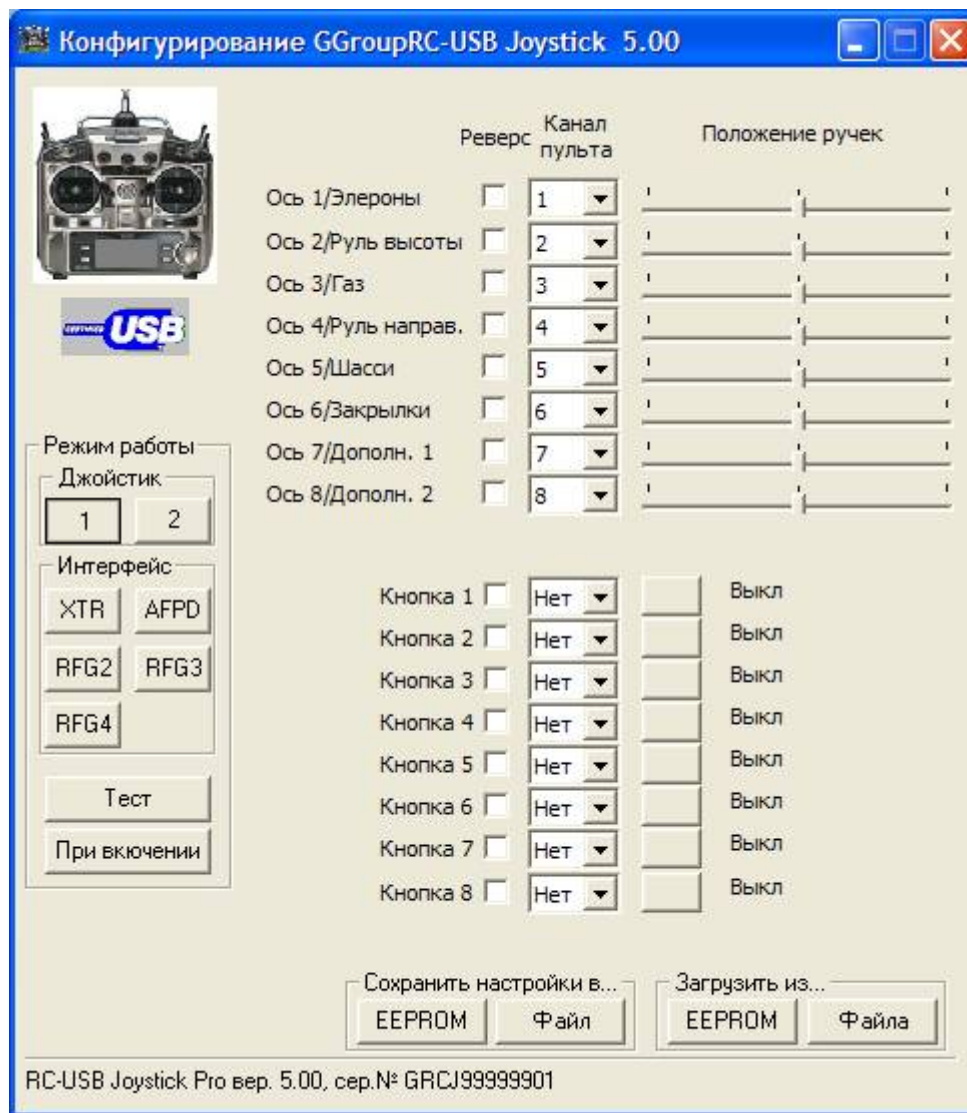 Конфигурирование GGroupRC-USB Joystick 5.00
Реверс Канал пульта Положение ручек
Ось 1/Элероны 1
Ось 2/Руль высоты 2
Ось 3/Газ 3
Ось 4/Руль направ. 4
Ось 5/Шасси 5
Ось 6/Закрылки 6
Ось 7/Дополн. 1 7
Ось 8/Дополн. 2 8
USB
Режим работы
Джойстик
1 2
Интерфейс
XTR AFPD
RFG2 RFG3
RFG4
Тест
При вкючении
Кнопка 1 Нет Выкл
Кнопка 2 Нет Выкл
Кнопка 3 Нет Выкл
Кнопка 4 Нет Выкл
Кнопка 5 Нет Выкл
Кнопка 6 Нет Выкл
Кнопка 7 Нет Выкл
Кнопка 8 Нет Выкл
Сохранить настройки в...
EEPROM Файл
Загрузить из...
EEPROM Файла
RC-USB Joystick Pro вер. 5.00, сер.№ GRCJ99999901